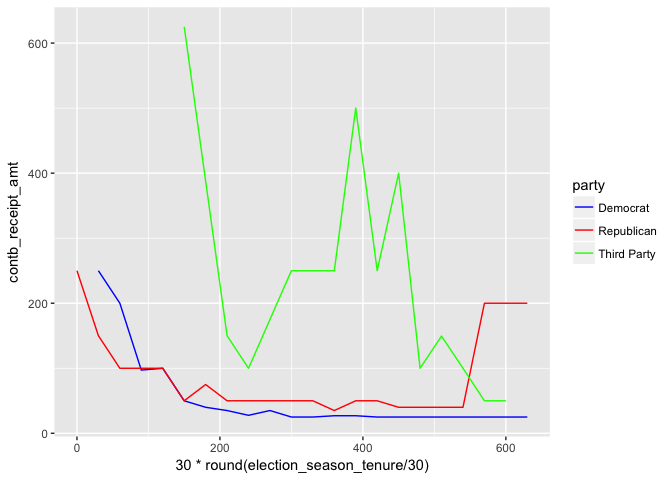 600
400
200
0
contb_receipt_amt
0
200
400
600
30 * round(election_season_tenure/30)
party
Democrat
Republican
Third Party